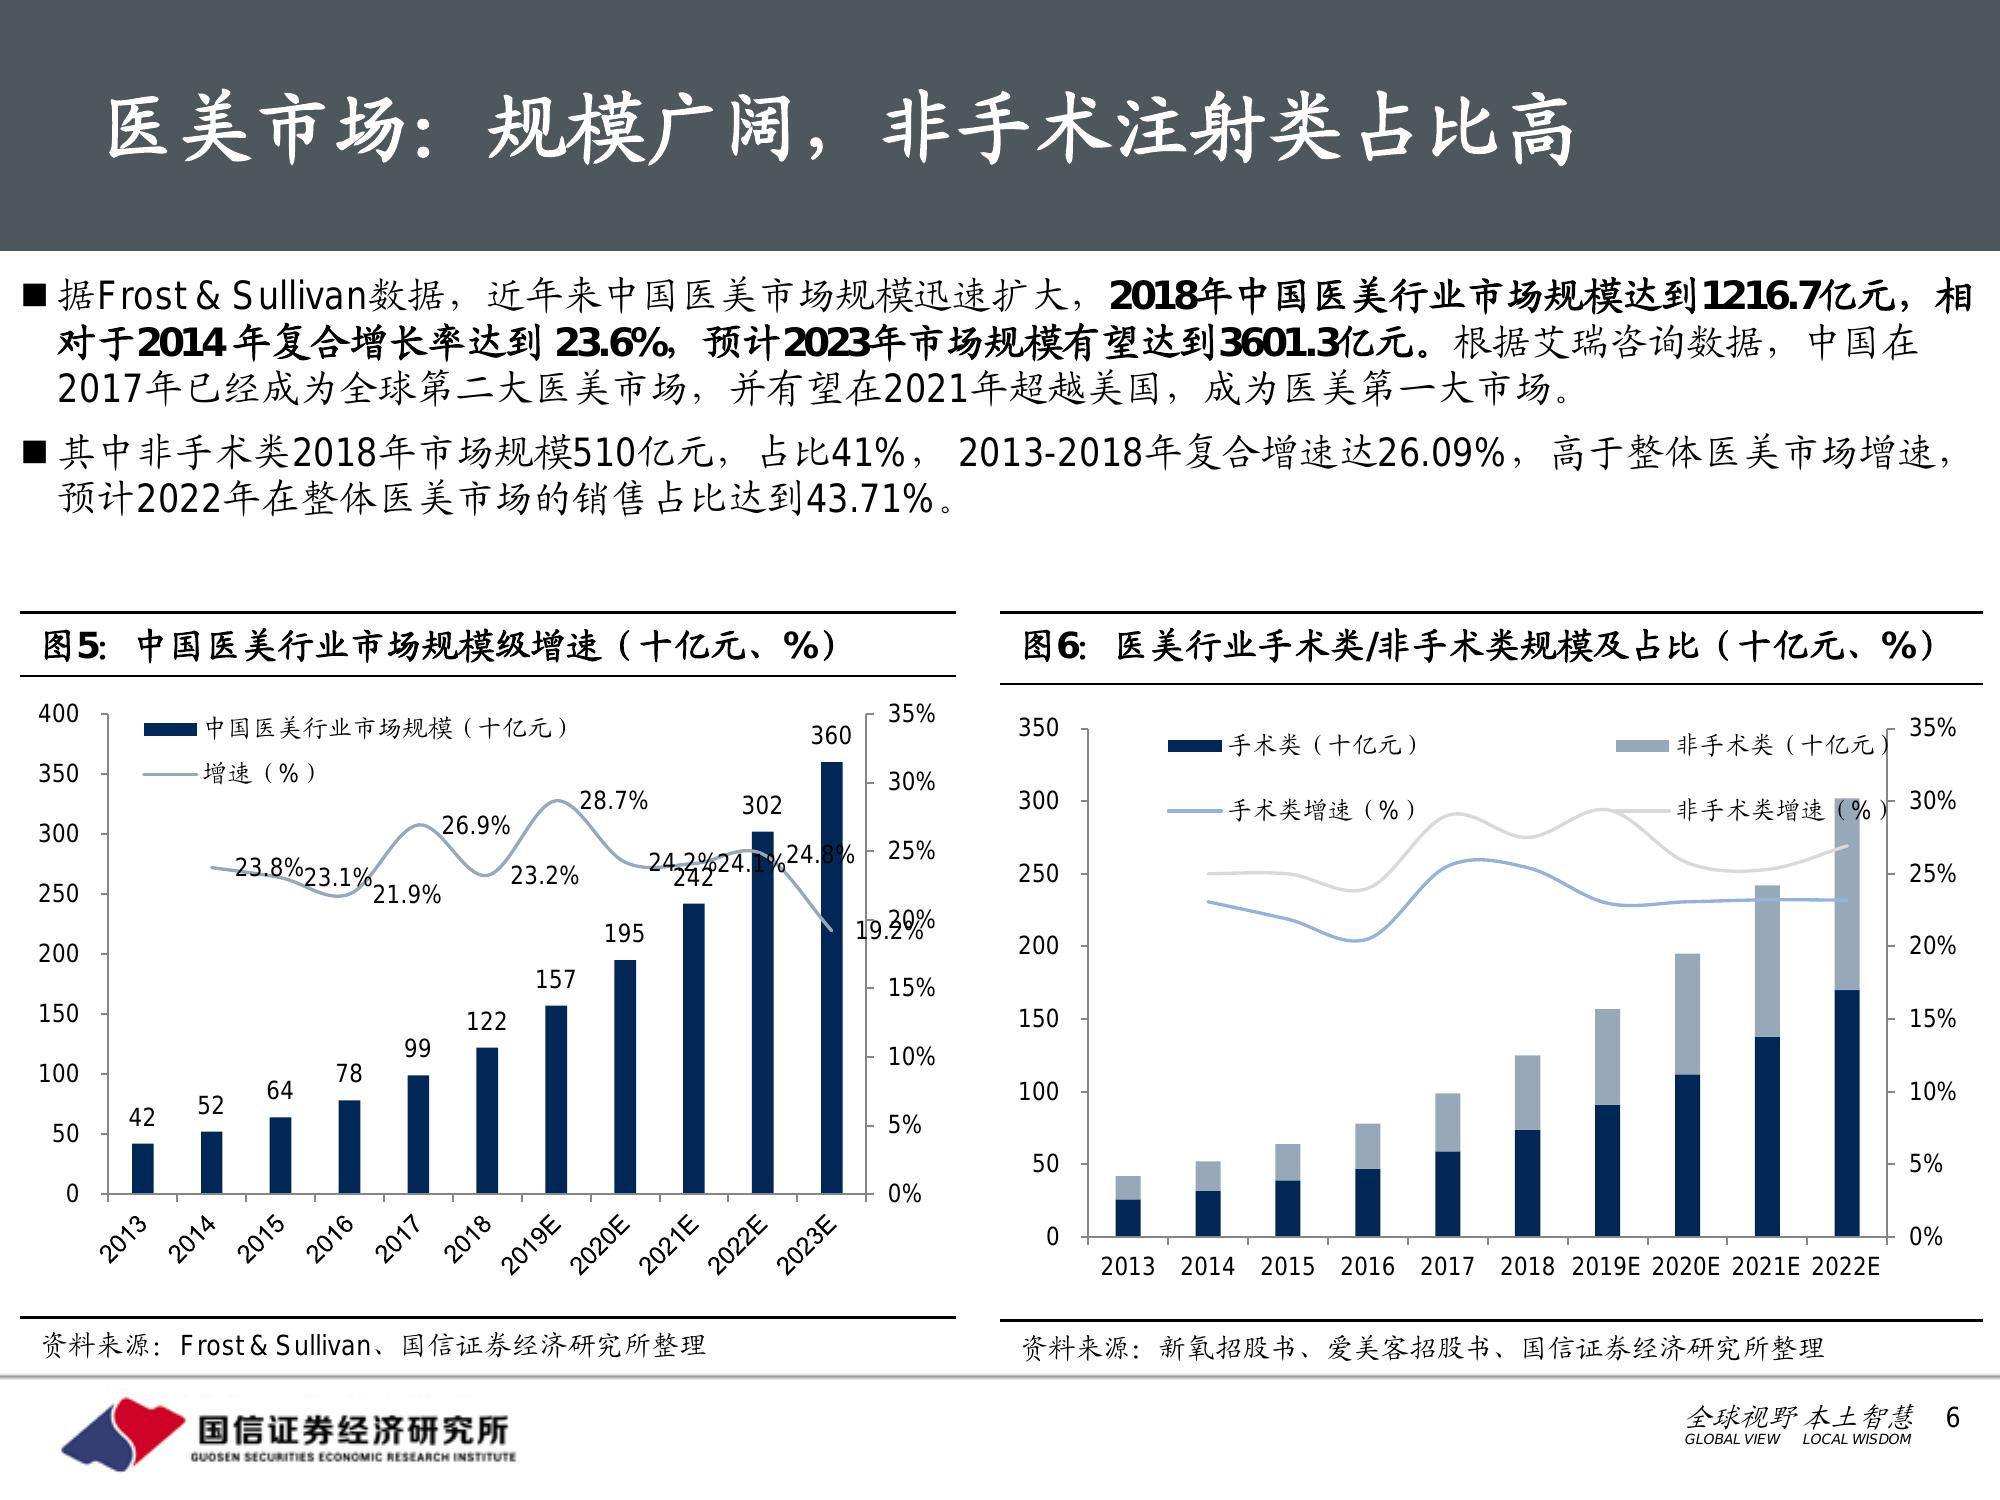 医美市场：规模广阔，非手术注射类占比高
■据Frost & Sullivan数据，近年来中国医美市场规模迅速扩大，2018年中国医美行业市场规模达到1216.7亿元，相
对于2014年复合增长率达到 23.6%，预计2023年市场规模有望达到3601.3亿元。根据艾瑞咨询数据，中国在
2017年已经成为全球第二大医美市场，并有望在2021年超越美国，成为医美第一大市场。
■其中非手术类2018年市场规模510亿元，占比41%， 2013-2018年复合增速达26.09%，高于整体医美市场增速，
预计2022年在整体医美市场的销售占比达到43.71%。
图5： 中国医美行业市场规模级增速（十亿元、%）
中国医美行业市场规模（十亿元）
增速（%）
400
350
300
250
200
150
100
50
0
35%
30%
25%
20%
15%
10%
5%
0%
42
52
64
78
99
122
157
195
242
302
360
23.8%
23.1%
21.9%
26.9%
23.2%
28.7%
24.2%
24.1%
24.8%
19.2%
2013 2014 2015 2016 2017 2018 2019E 2020E 2021E 2022E 2023E
资料来源：Frost & Sullivan、国信证券经济研究所整理
图6： 医美行业手术类/非手术类规模及占比（十亿元、%）
手术类（十亿元） 非手术类（十亿元）
手术类增速（%） 非手术类增速（%）
350
300
250
200
150
100
50
0
35%
30%
25%
20%
15%
10%
5%
0%
2013 2014 2015 2016 2017 2018 2019E 2020E 2021E 2022E
资料来源：新氧招股书、爱美客招股书、国信证券经济研究所整理
国信证券经济研究所
GUOSEN SECURITIES ECONOMIC RESEARCH INSTITUTE
全球视野 本土智慧
GLOBAL VIEW LOCAL WISDOM
6